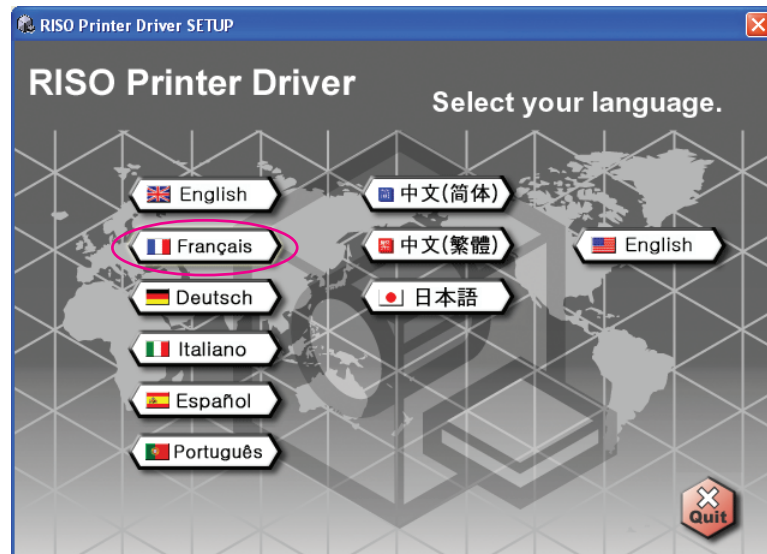 RISO Printer Driver SETUP
RISO Printer Driver
Select your language.
English
Français
Deutsch
Italiano
Español
Português
中文(简体)
中文(繁體)
日本語
English
Quit